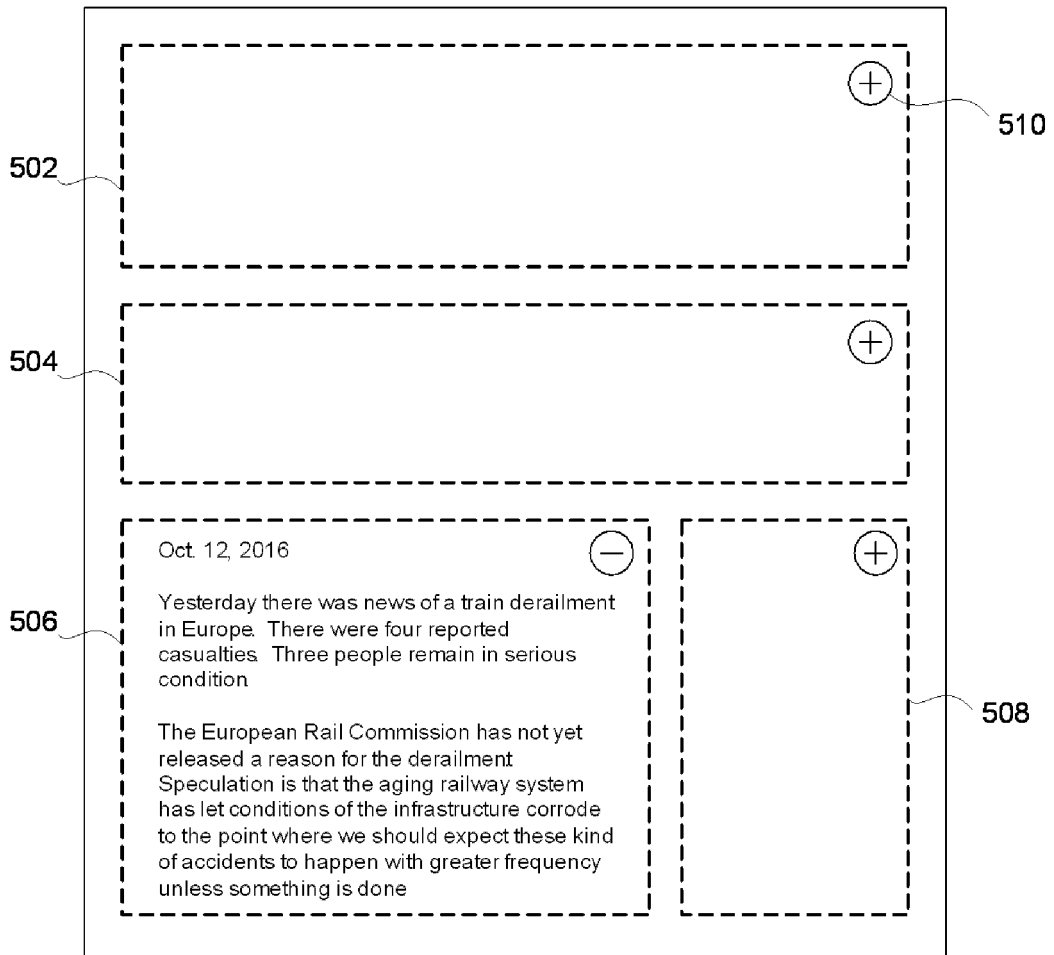 510
502
504
Oct. 12, 2016
Yesterday there was news of a train derailment
in Europe. There were four reported
casualties. Three people remain in serious
condition.
506
The European Rail Commission has not yet
released a reason for the derailment.
Speculation is that the aging railway system
has let conditions of the infrastructure corrode
to the point where we should expect these kind
of accidents to happen with greater frequency
unless something is done
508